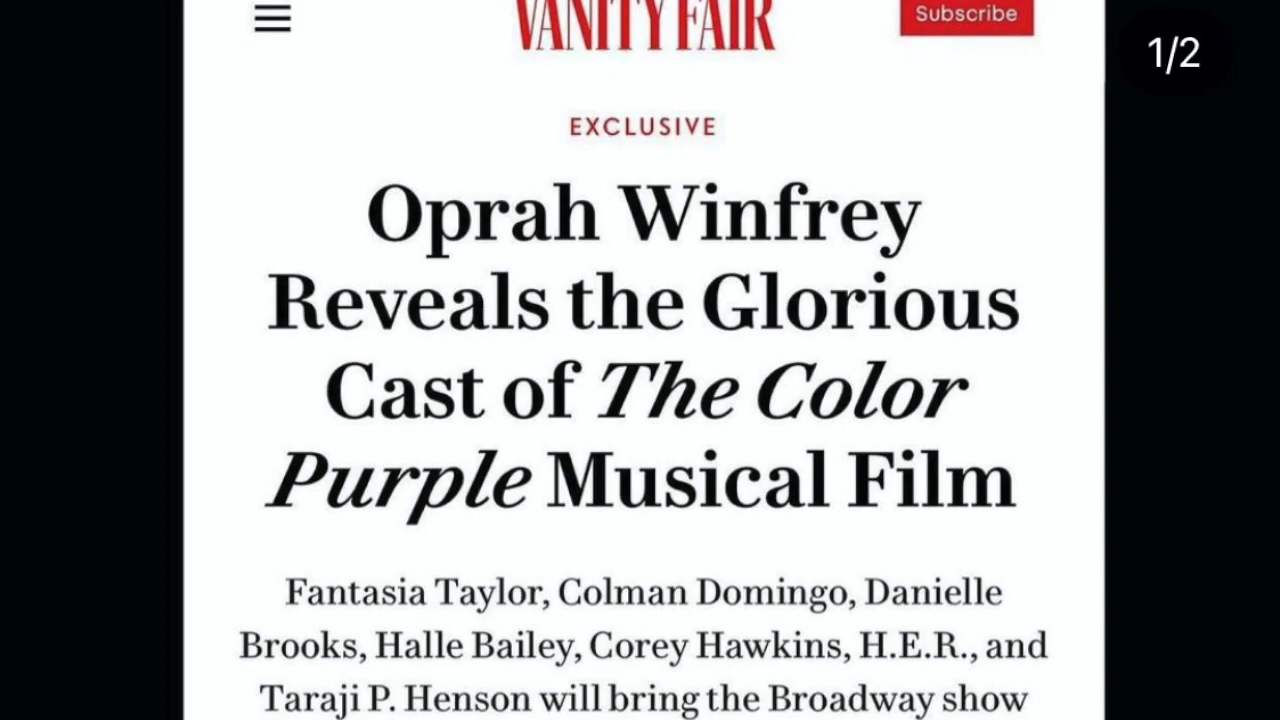 VANITY FAIR
Subscribe
1/2
EXCLUSIVE
Oprah Winfrey
Reveals the Glorious
Cast of The Color
Purple Musical Film
Fantasia Taylor, Colman Domingo, Danielle
Brooks, Halle Bailey, Corey Hawkins, H.E.R., and
Taraji P. Henson will bring the Broadway show